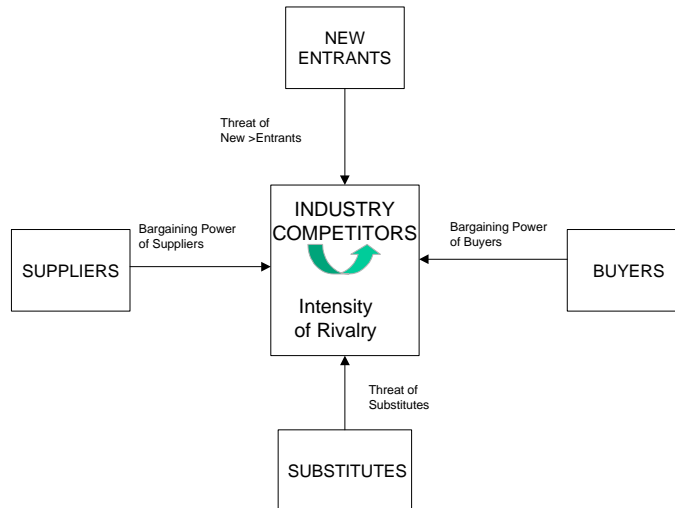 NEW
ENTRANTS
Threat of
New >Entrants
INDUSTRY
COMPETITORS
Intensity
of Rivalry
Bargaining Power
of Suppliers
SUPPLIERS
Bargaining Power
of Buyers
BUYERS
Threat of
Substitutes
SUBSTITUTES